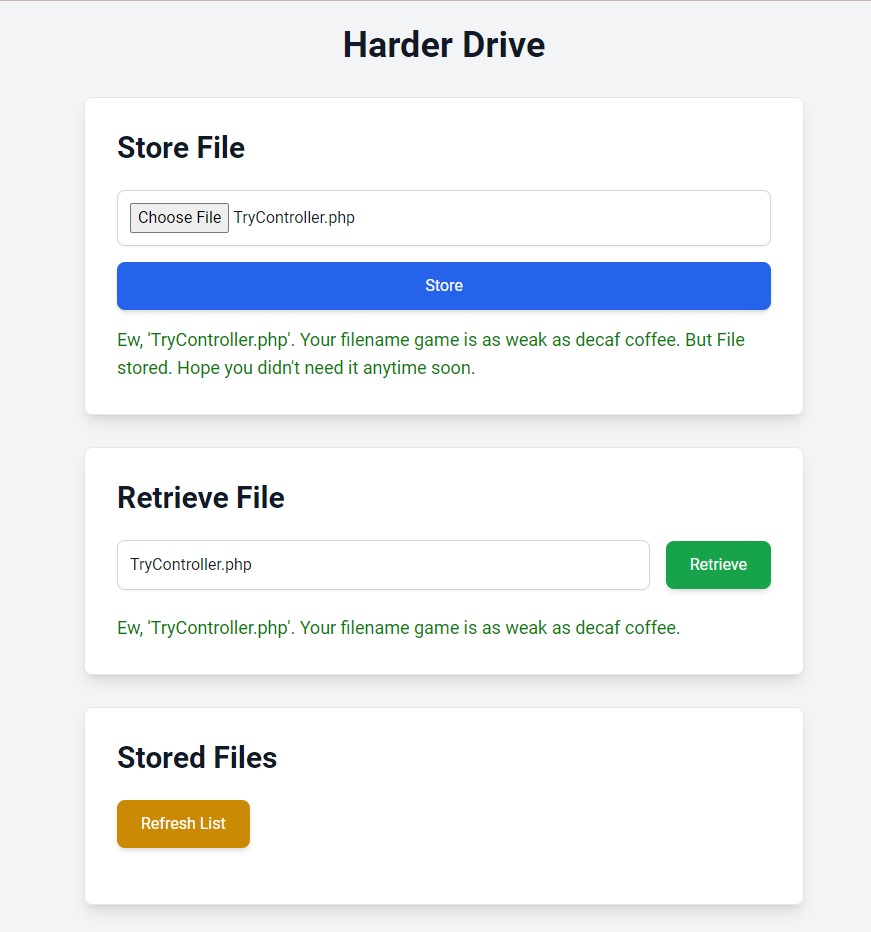 Harder Drive
Store File
Choose File TryController.php
Store
Ew, 'TryController.php'. Your filename game is as weak as decaf coffee. But File
stored. Hope you didn't need it anytime soon.
Retrieve File
TryController.php
Retrieve
Ew, 'TryController.php'. Your filename game is as weak as decaf coffee.
Stored Files
Refresh List